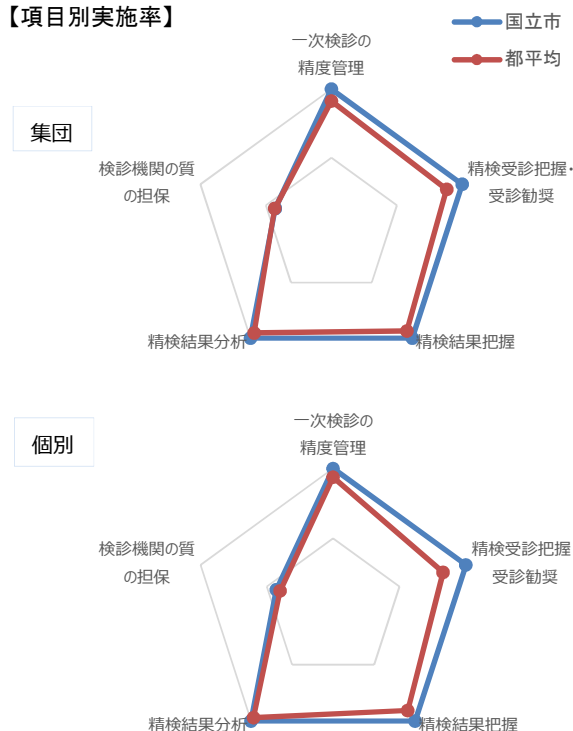 【項目別実施率】
国立市
都平均
集団
一次検診の
精度管理
精検受診把握・
受診勧奨
精検結果把握
精検結果分析
検診機関の質
の担保
個別
一次検診の
精度管理
精検受診把握
受診勧奨
精検結果把握
精検結果分析
検診機関の質
の担保